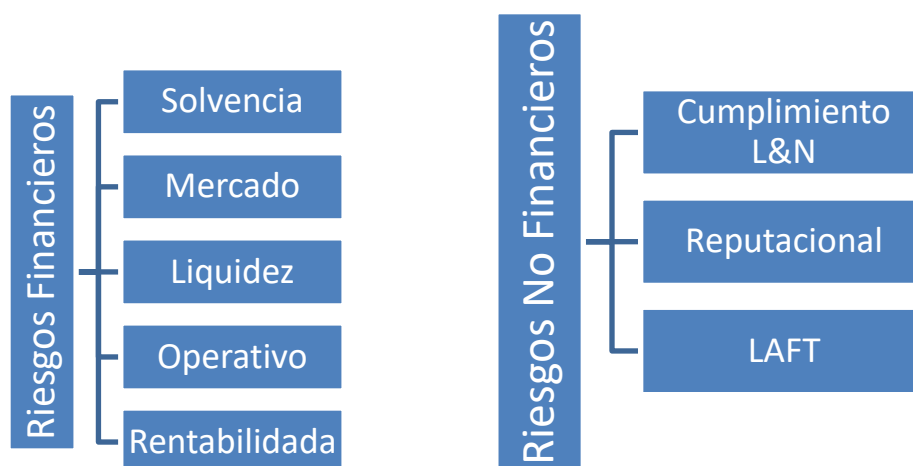 Riesgos Financieros
Solvencia
Mercado
Liquidez
Operativo
Rentabilidada
Riesgos No Financieros
Cumplimiento
L&N
Reputacional
LAFT